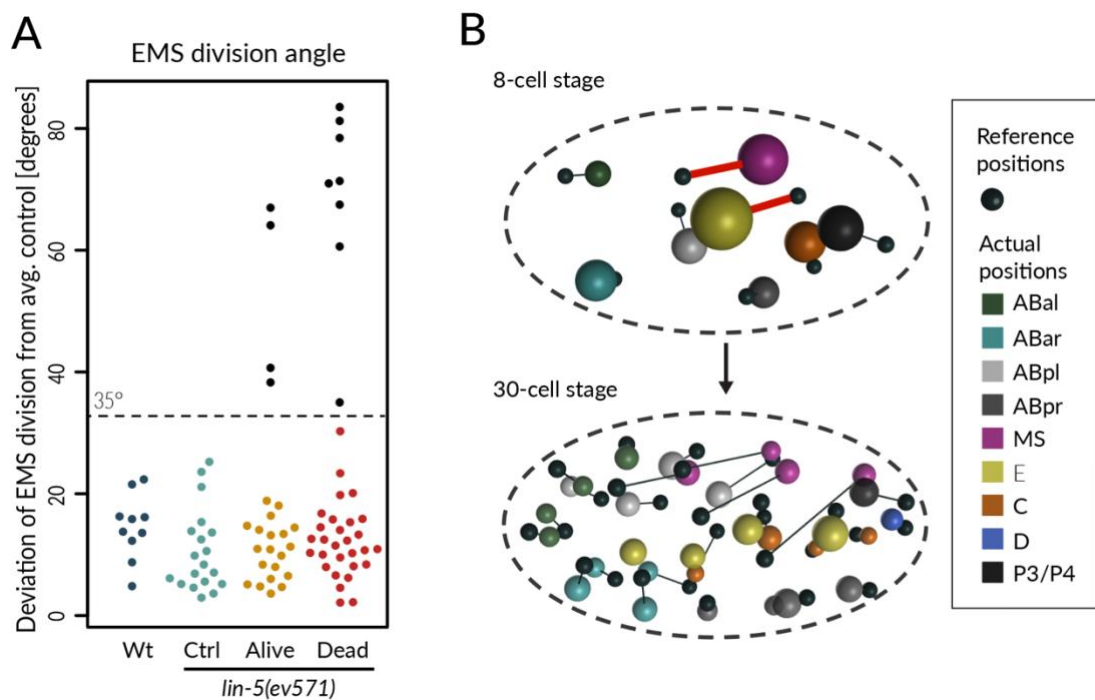 A
EMS division angle
Deviation of EMS division from avg. control [degrees]
80
60
40
20
0
35°
Wt
Ctrl
Alive
Dead
lin-5(ev571)
B
8-cell stage
30-cell stage
Reference
positions
Actual
positions
ABal
ABar
ABpl
ABpr
MS
E
C
D
P3/P4